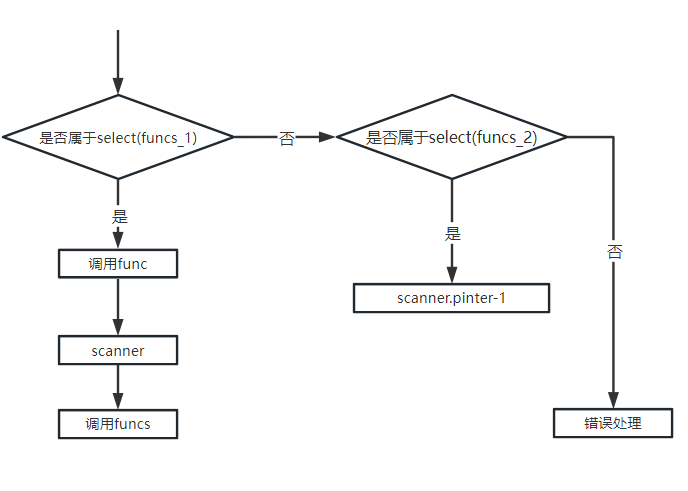 是否属于select(funcs_1)
否
是否属于select(funcs_2)
是
是
否
调用func
scanner.pinter-1
scanner
调用funcs
错误处理